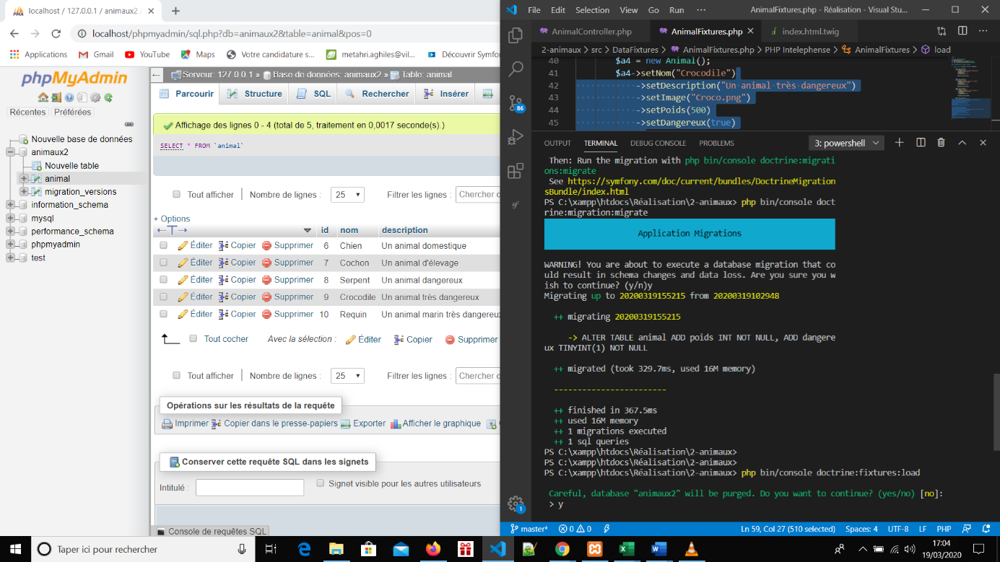 localhost / 127.0.0.1 / animaux2 /
localhost/phpmyadmin/sql.php?db=animaux2&table=animal&pos=0
Applications Gmail YouTube Maps Votre candidature s... metahri.aghiles@vil... Découvrir Symfon
phpMyAdmin
Récentes Préférées
Nouvelle base de données
animaux2
Nouvelle table
animal
migration_versions
information_schema
mysql
performance_schema
phpmyadmin
test
Serveur: 127.0.0.1 » Base de données: animaux2 » Table: animal
Parcourir Structure SQL Rechercher Insérer
Affichage des lignes 0 - 4 (total de 5, traitement en 0,0017 seconde(s).)
SELECT * FROM `animal`
Tout afficher Nombre de lignes : 25 Filtrer les lignes : Chercher d
+ Options
id nom description
Éditer Copier Supprimer 6 Chien Un animal domestique
Éditer Copier Supprimer 7 Cochon Un animal d'élevage
Éditer Copier Supprimer 8 Serpent Un animal dangereux
Éditer Copier Supprimer 9 Crocodile Un animal très dangereux
Éditer Copier Supprimer 10 Requin Un animal marin très dangereux
Tout cocher Avec la sélection : Éditer Copier Supprimer
Tout afficher Nombre de lignes : 25 Filtrer les lignes : Chercher d
Opérations sur les résultats de la requête
Imprimer Copier dans le presse-papiers Exporter Afficher le graphique
Conserver cette requête SQL dans les signets
Intitulé : Signet visible pour les autres utilisateurs
Console de requêtes SQL
File Edit Selection View Go Run ··· AnimalFixtures.php - Réalisation - Visual Stu...
AnimalController.php AnimalFixtures.php index.html.twig
2-animaux > src > DataFixtures > AnimalFixtures.php > PHP Intelephense > AnimalFixtures > load
40 $a4 = new Animal();
41 $a4->setNom("Crocodile")
42 ->setDescription("Un animal très dangereux")
43 ->setImage("Croco.png")
44 ->setPoids(500)
45 ->setDangereux(true)
86
OUTPUT TERMINAL DEBUG CONSOLE PROBLEMS 3: powershell
Then: Run the migration with php bin/console doctrine:migrati
ons:migrate
See https://symfony.com/doc/current/bundles/DoctrineMigration
sBundle/index.html
PS C:\xampp\htdocs\Réalisation\2-animaux> php bin/console doct
rine:migration:migrate
Application Migrations
WARNING! You are about to execute a database migration that co
uld result in schema changes and data loss. Are you sure you w
ish to continue? (y/n)y
Migrating up to 20200319155215 from 20200319102948
++ migrating 20200319155215
-> ALTER TABLE animal ADD poids INT NOT NULL, ADD dangere
ux TINYINT(1) NOT NULL
++ migrated (took 329.7ms, used 16M memory)
------------------------
++ finished in 367.5ms
++ used 16M memory
++ 1 migrations executed
++ 1 sql queries
PS C:\xampp\htdocs\Réalisation\2-animaux>
PS C:\xampp\htdocs\Réalisation\2-animaux>
PS C:\xampp\htdocs\Réalisation\2-animaux> php bin/console doctrine:fixtures:load
Careful, database "animaux2" will be purged. Do you want to continue? (yes/no) [no]:
> y
1
master* 0 0 Ln 59, Col 27 (510 selected) Spaces: 4 UTF-8 LF PHP
Taper ici pour rechercher
17:04
19/03/2020